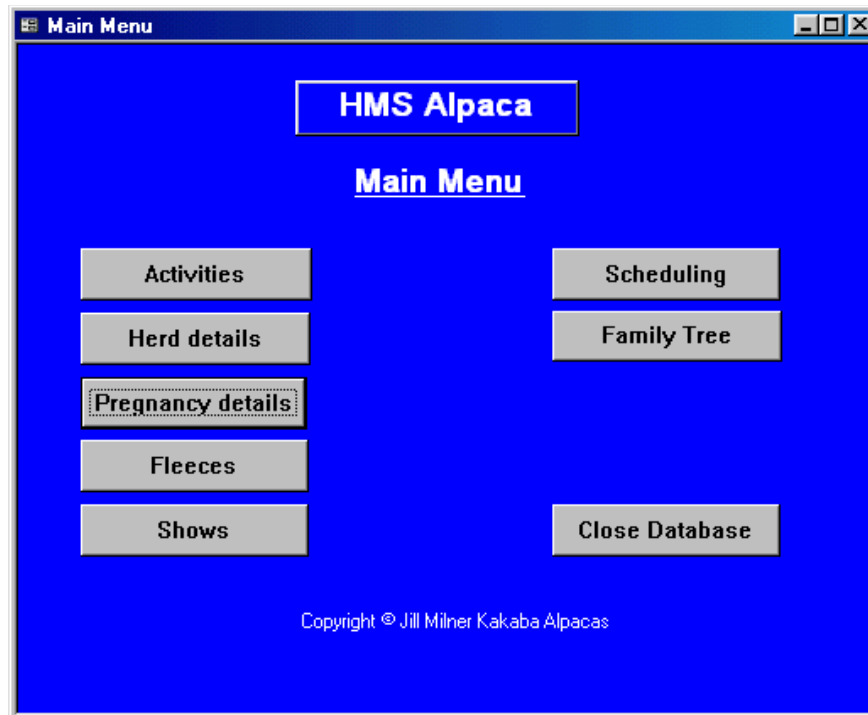 Main Menu
HMS Alpaca
Main Menu
Activities
Scheduling
Herd details
Family Tree
Pregnancy details
Fleeces
Shows
Close Database
Copyright © Jill Milner Kakaba Alpacas